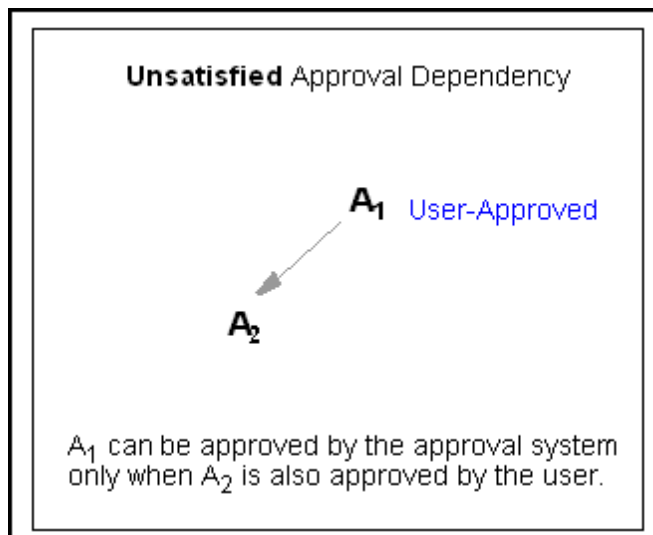 Unsatisfied Approval Dependency
A₁ User-Approved
A₂
A₁ can be approved by the approval system
only when A₂ is also approved by the user.